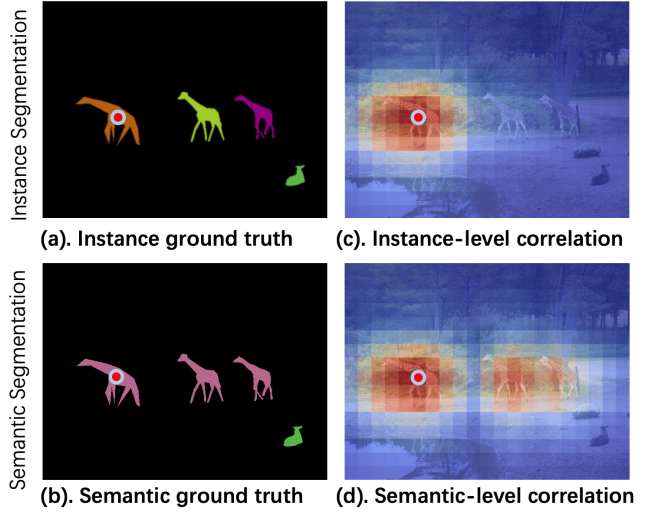 Instance Segmentation
(a). Instance ground truth
(c). Instance-level correlation
Semantic Segmentation
(b). Semantic ground truth
(d). Semantic-level correlation